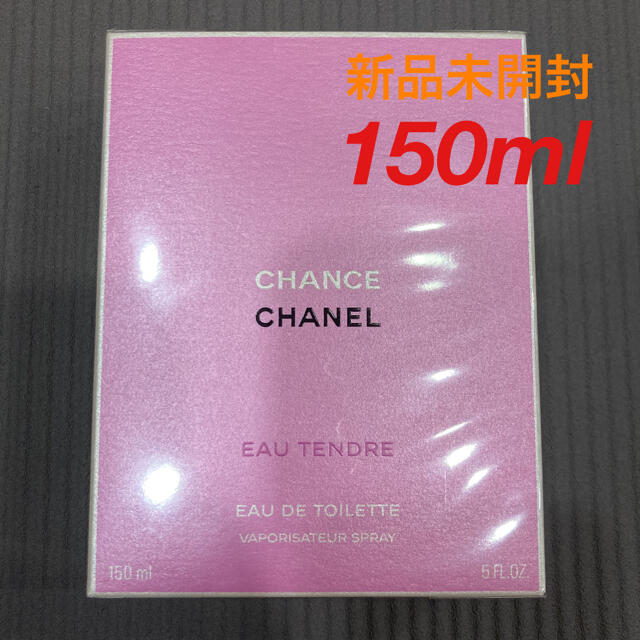 新品未開封
150ml
CHANCE
CHANEL
EAU TENDRE
EAU DE TOILETTE
VAPORISATEUR SPRAY
150 ml 5 FL.OZ.